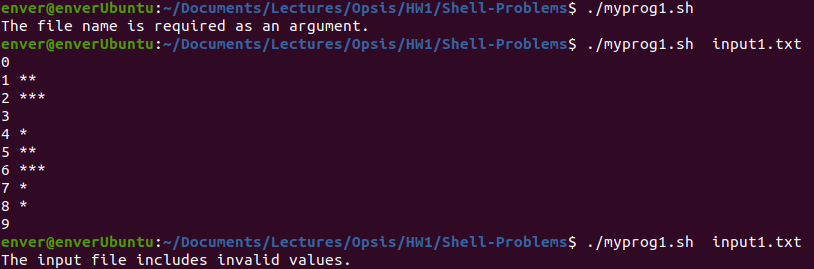 enver@enverUbuntu:~/Documents/Lectures/Opsis/HW1/Shell-Problems$ ./myprog1.sh
The file name is required as an argument.
enver@enverUbuntu:~/Documents/Lectures/Opsis/HW1/Shell-Problems$ ./myprog1.sh  input1.txt
0
1 **
2 ***
3
4 *
5 **
6 ***
7 *
8 *
9
enver@enverUbuntu:~/Documents/Lectures/Opsis/HW1/Shell-Problems$ ./myprog1.sh  input1.txt
The input file includes invalid values.